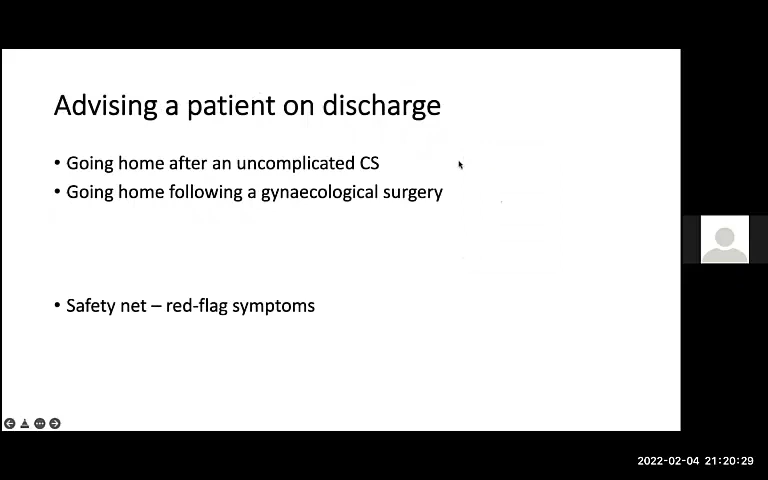 Advising a patient on discharge
• Going home after an uncomplicated CS
• Going home following a gynaecological surgery
• Safety net – red-flag symptoms
2022-02-04 21:20:29